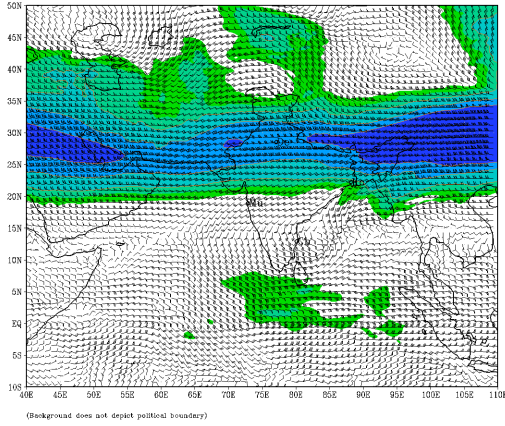 50N
45N
40N
35N
30N
25N
20N
15N
10N
5N
EQ
5S
10S
40E 45E 50E 55E 60E 65E 70E 75E 80E 85E 90E 95E 100E 105E 110E
Mu
(Background does not depict political boundary)